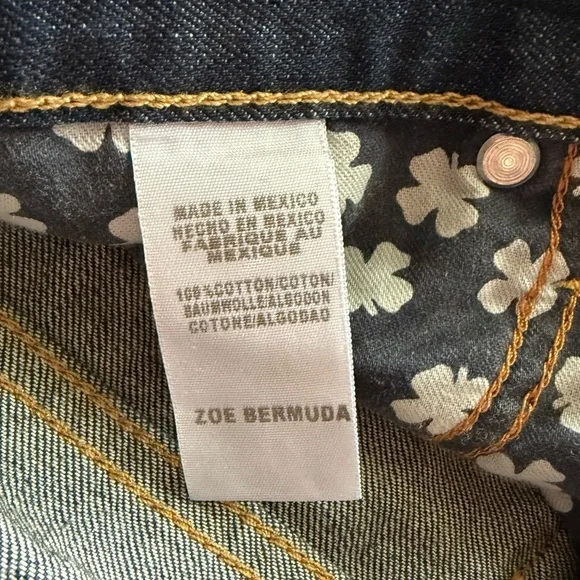 MADE IN MEXICO
HECHO EN MEXICO
FABRIQUE AU
MEXIQUE
100%COTTON/COTON/
BAUMWOLLE/ALGODON
COTONE/ALGODAO
ZOE BERMUDA